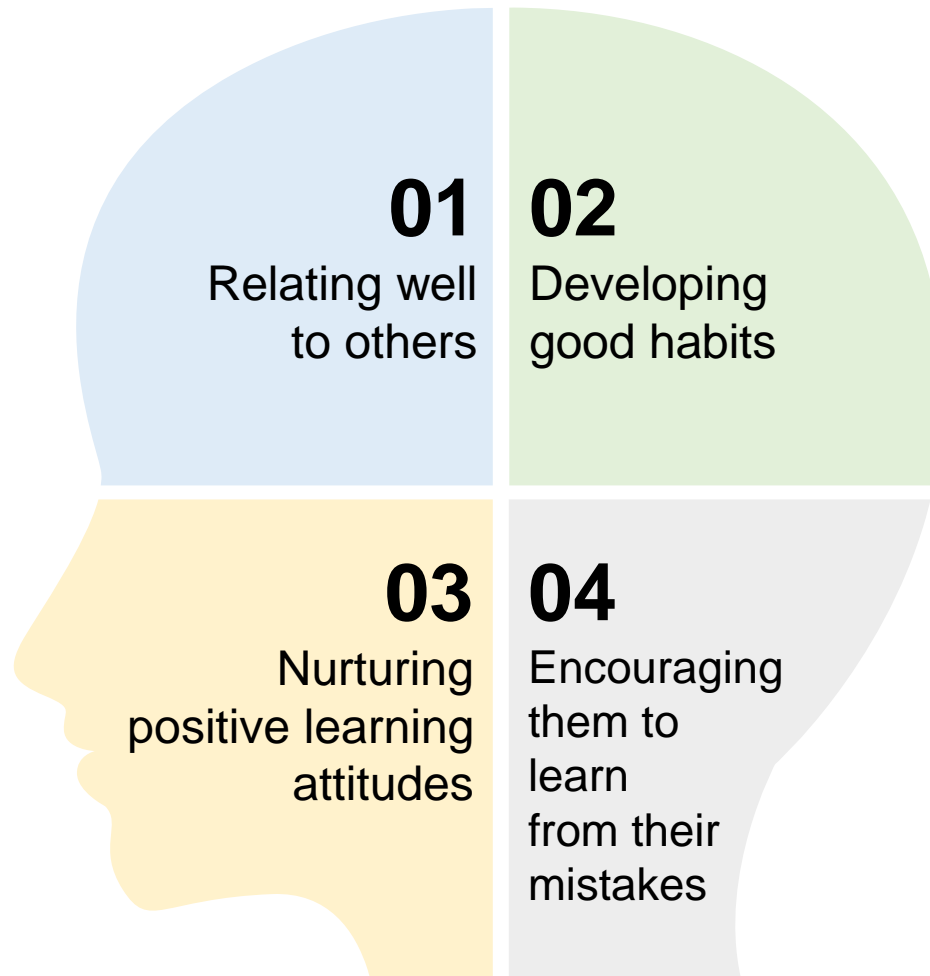 01
Relating well
to others
02
Developing
good habits
03
Nurturing
positive learning
attitudes
04
Encouraging
them to
learn
from their
mistakes